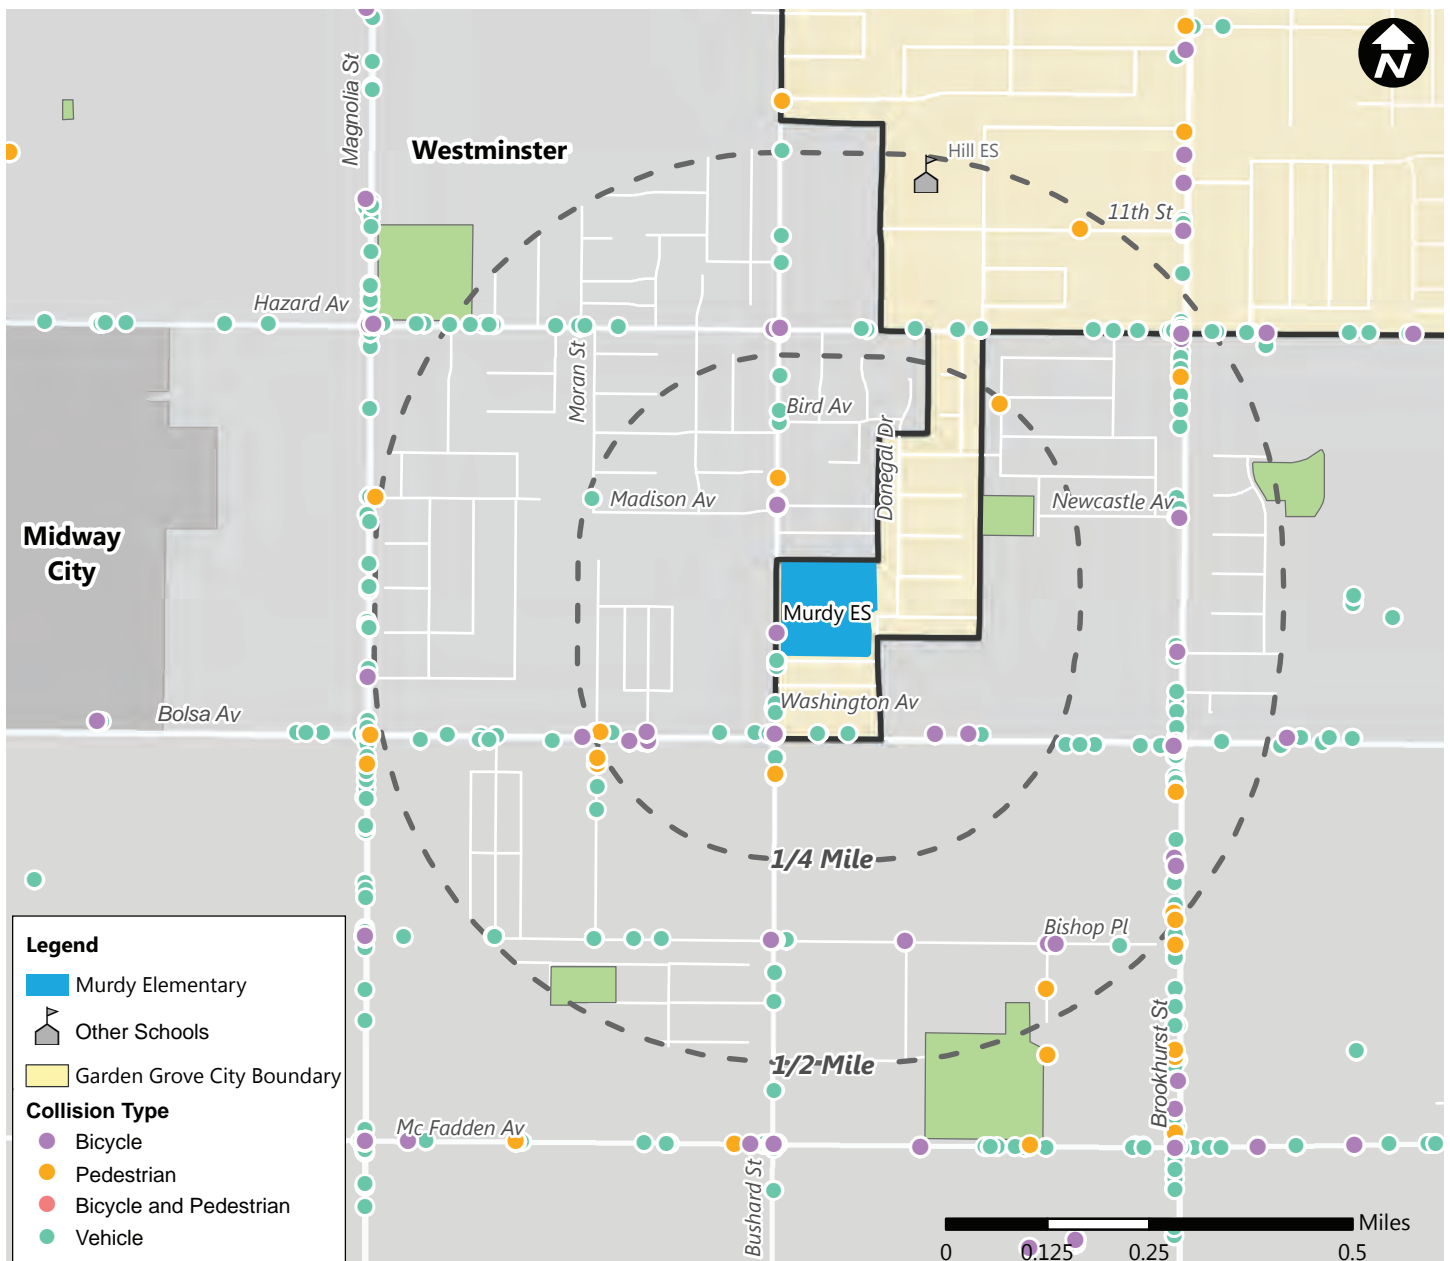 N
Magnolia St
Westminster
Hill ES
11th St
Hazard Av
Moran St
Bird Av
Donegal Dr
Madison Av
Newcastle Av
Midway
City
Murdy ES
Washington Av
Bolsa Av
1/4 Mile
Bishop Pl
Brookhurst St
1/2 Mile
Mc Fadden Av
Bushard St
Legend
Murdy Elementary
Other Schools
Garden Grove City Boundary
Collision Type
Bicycle
Pedestrian
Bicycle and Pedestrian
Vehicle
Miles
0 0.125 0.25 0.5